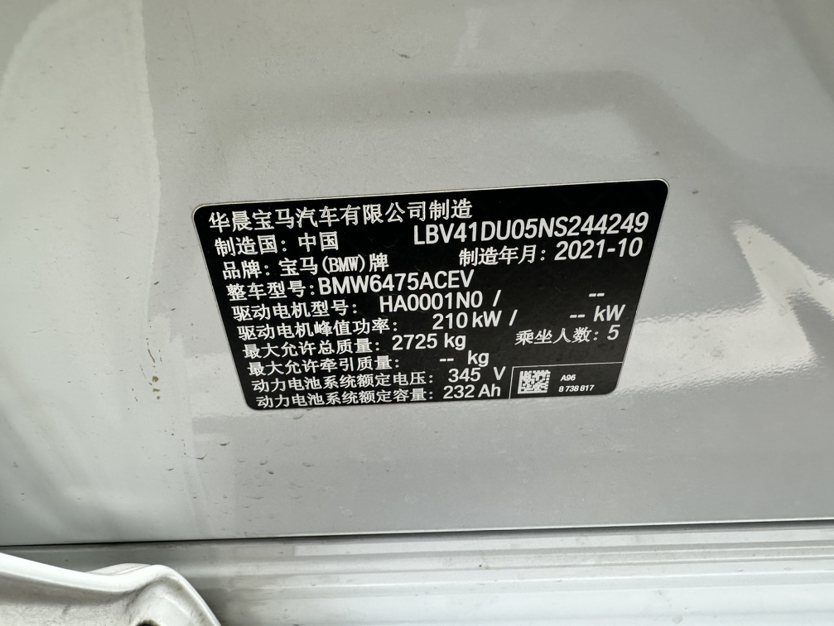 华晨宝马汽车有限公司制造
制造国: 中国 LBV41DU05NS244249
品牌: 宝马(BMW)牌 制造年月: 2021-10
整车型号:BMW6475ACEV
驱动电机型号: HA0001N0 / --
驱动电机峰值功率: 210 kW / -- kW
最大允许总质量: 2725 kg 乘坐人数: 5
最大允许牵引质量: -- kg
动力电池系统额定电压: 345 V
动力电池系统额定容量: 232 Ah
A96
8 738 817